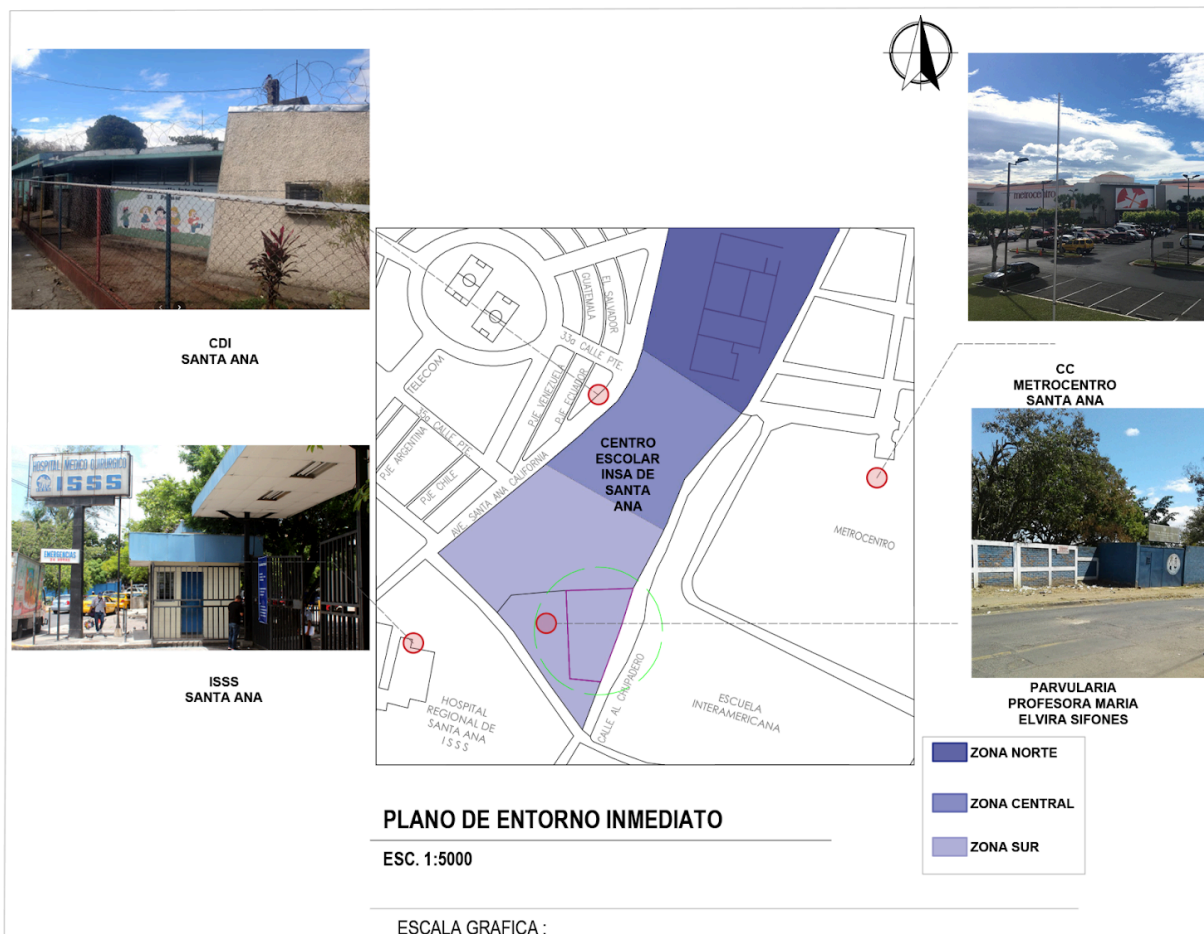 CDI
SANTA ANA
HOSPITAL MEDICO QUIRURGICO
ISSS
EMERGENCIAS
ISSS
SANTA ANA
metrocentro
CC
METROCENTRO
SANTA ANA
PARVULARIA
PROFESORA MARIA
ELVIRA SIFONES
GUATEMALA
EL SALVADOR
33a CALLE PTE.
TELECOM
PJE VENEZUELA
PJE ECUADOR
35a CALLE PTE.
PJE ARGENTINA
PJE CHILE
AVE. SANTA ANA CALIFORNIA
CENTRO
ESCOLAR
INSA DE
SANTA
ANA
METROCENTRO
HOSPITAL
REGIONAL DE
SANTA ANA
ISSS
CALLE AL CHUPADERO
ESCUELA
INTERAMERICANA
ZONA NORTE
ZONA CENTRAL
ZONA SUR
PLANO DE ENTORNO INMEDIATO
ESC. 1:5000
ESCALA GRAFICA :